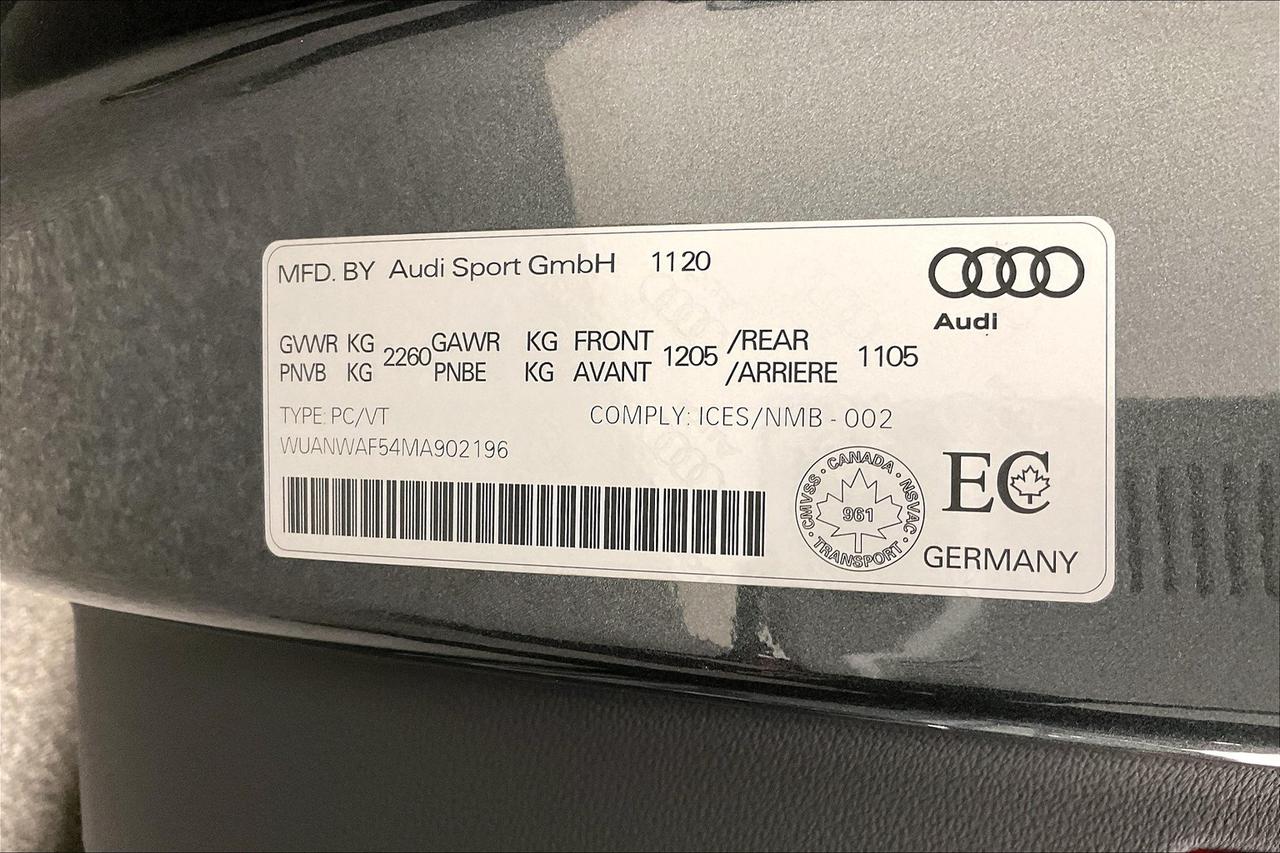 MFD. BY Audi Sport GmbH 1120
Audi
GVWR KG 2260 GAWR KG FRONT 1205 /REAR 1105
PNVB KG PNBE KG AVANT /ARRIERE
TYPE: PC/VT COMPLY: ICES/NMB - 002
WUANWAF54MA902196
CANADA · NSVAC · TRANSPORT · CMVSS ·
961
EC
GERMANY